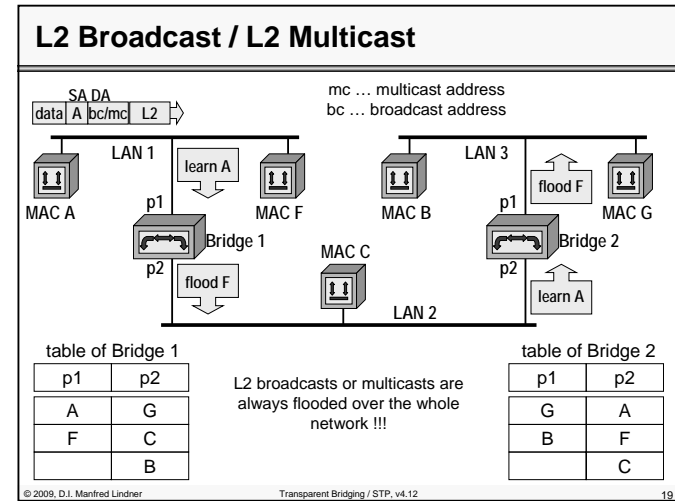 L2 Broadcast / L2 Multicast
SA DA
data A bc/mc L2
mc … multicast address
bc … broadcast address
LAN 1
LAN 3
learn A
flood F
MAC A
p1
MAC F
MAC B
p1
MAC G
Bridge 1
Bridge 2
MAC C
p2
p2
flood F
learn A
LAN 2
table of Bridge 1
p1 p2
A G
F C
B
L2 broadcasts or multicasts are
always flooded over the whole
network !!!
table of Bridge 2
p1 p2
G A
B F
C
© 2009, D.I. Manfred Lindner
Transparent Bridging / STP, v4.12
19